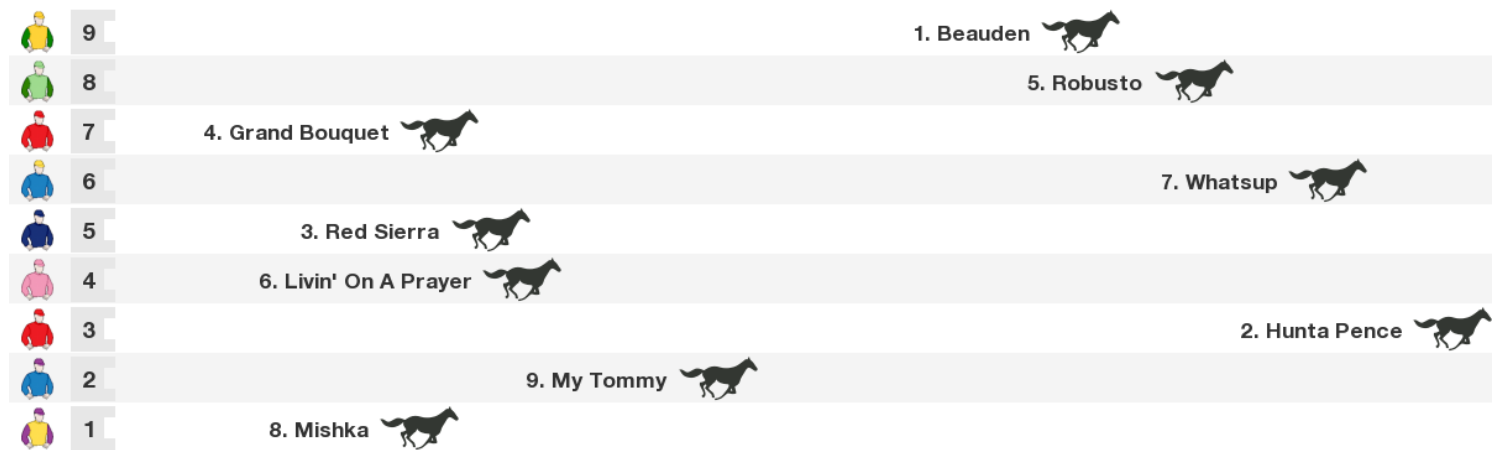 9 1. Beauden
8 5. Robusto
7 4. Grand Bouquet
6 7. Whatsup
5 3. Red Sierra
4 6. Livin' On A Prayer
3 2. Hunta Pence
2 9. My Tommy
1 8. Mishka